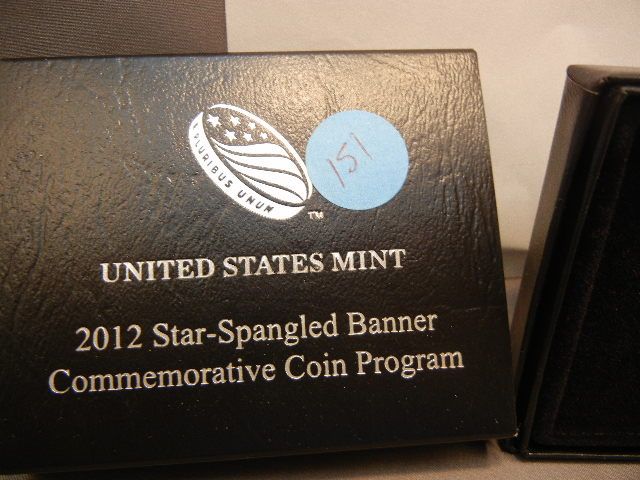 E PLURIBUS UNUM
151
TM
UNITED STATES MINT
2012 Star-Spangled Banner
Commemorative Coin Program